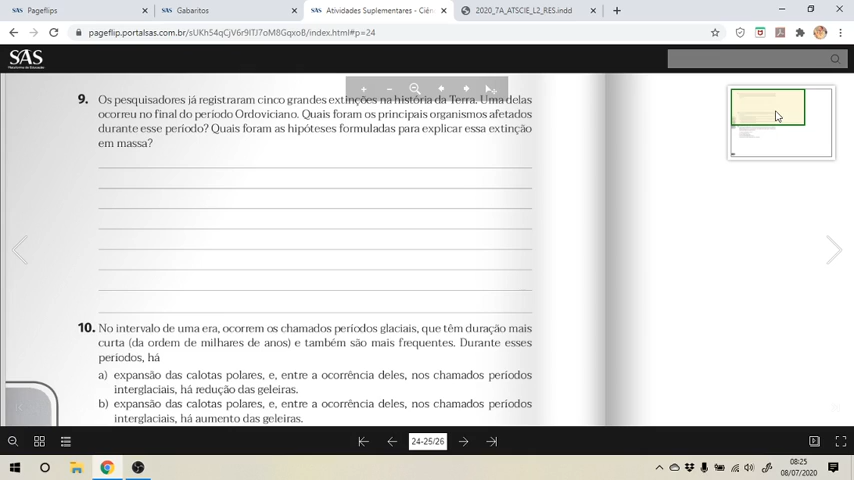 Pageflips
Gabaritos
Atividades Suplementares - Ciên
2020_7A_ATSCIE_L2_RES.indd
pageflip.portalsas.com.br/sUKh54qCjV6r9ITJ7oM8GqxoB/index.html#p=24
SAS
9. Os pesquisadores já registraram cinco grandes extinções na história da Terra. Uma delas
ocorreu no final do período Ordoviciano. Quais foram os principais organismos afetados
durante esse período? Quais foram as hipóteses formuladas para explicar essa extinção
em massa?
10. No intervalo de uma era, ocorrem os chamados períodos glaciais, que têm duração mais
curta (da ordem de milhares de anos) e também são mais frequentes. Durante esses
períodos, há
a) expansão das calotas polares, e, entre a ocorrência deles, nos chamados períodos
interglaciais, há redução das geleiras.
b) expansão das calotas polares, e, entre a ocorrência deles, nos chamados períodos
interglaciais, há aumento das geleiras.
24-25/26
08:25
08/07/2020